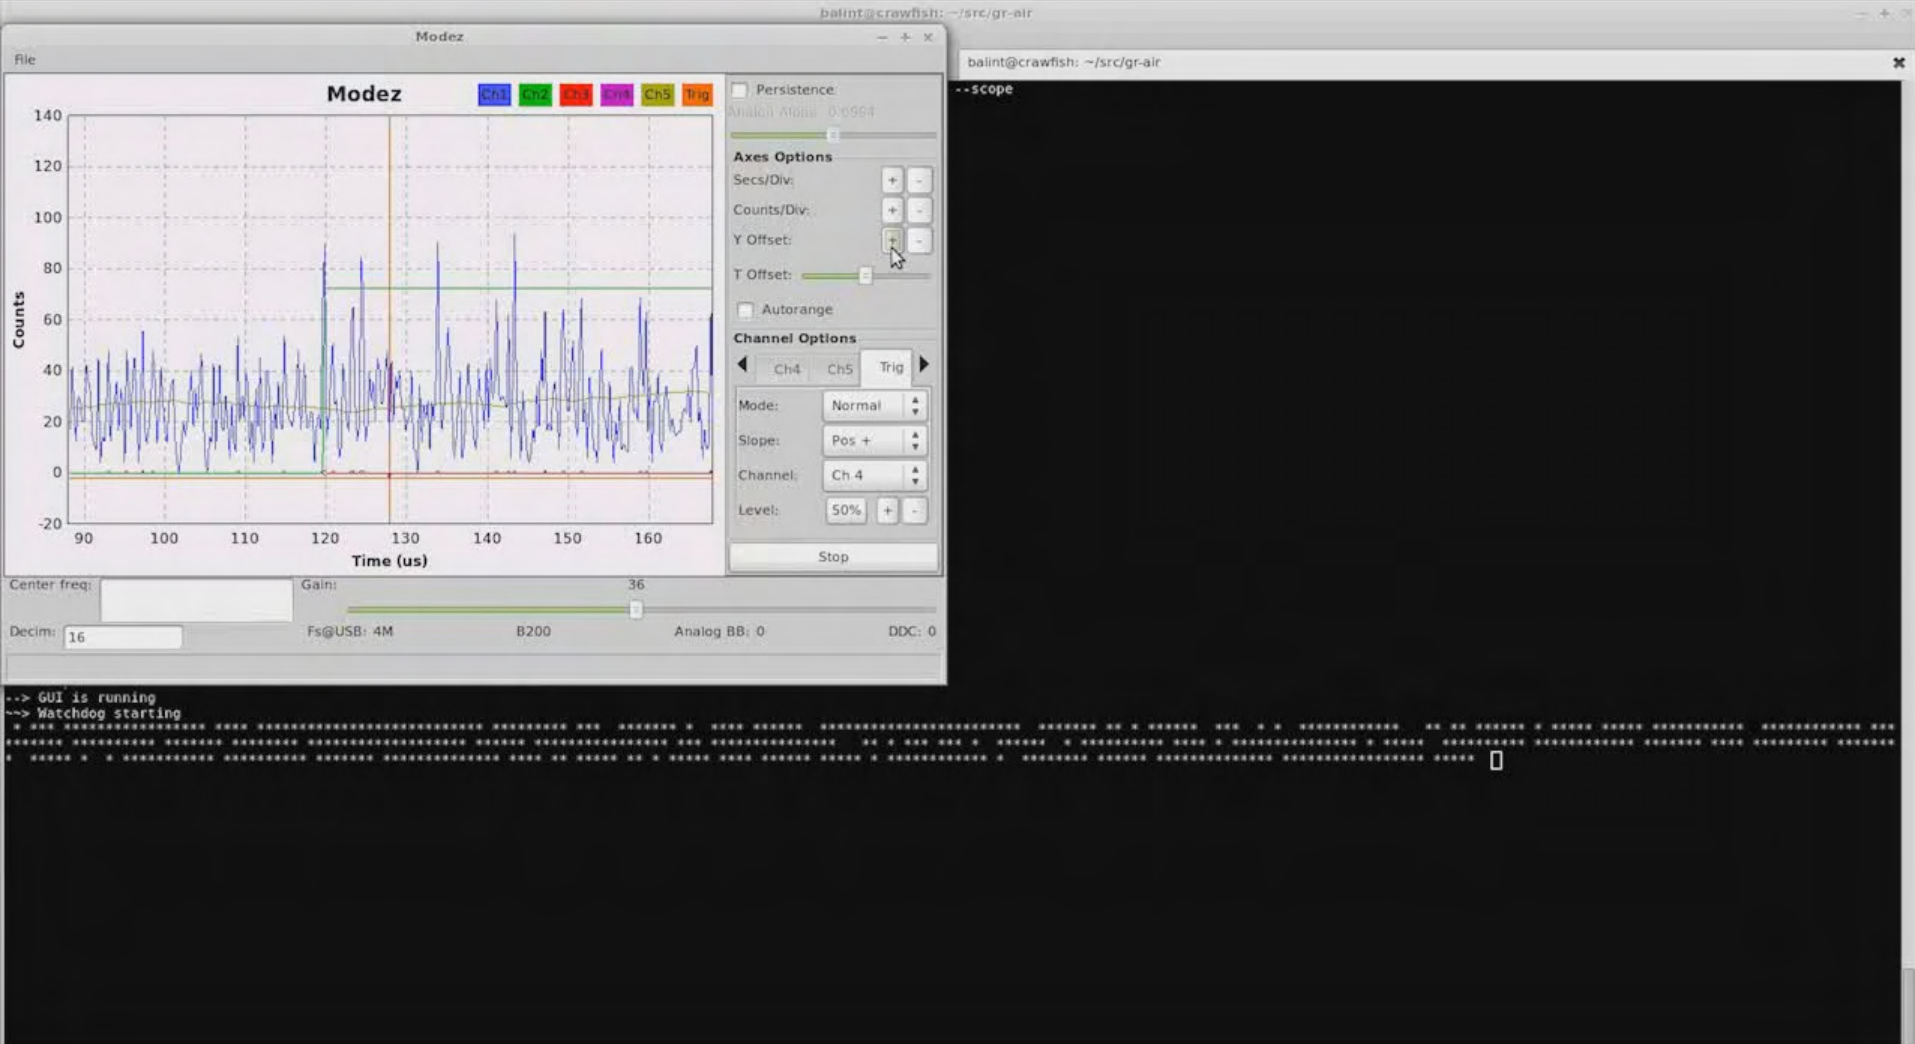 balint@crawfish: ~/src/gr-air
Modez
File
balint@crawfish: ~/src/gr-air
--scope
Modez
Ch1 Ch2 Ch3 Ch4 Ch5 Trig
Persistence
Analog Alpha: 0.6994
Axes Options
Secs/Div: + -
Counts/Div: + -
Y Offset: + -
T Offset:
Autorange
Channel Options
Ch4 Ch5 Trig
Mode: Normal
Slope: Pos +
Channel: Ch 4
Level: 50% + -
Stop
Counts
140
120
100
80
60
40
20
0
-20
90 100 110 120 130 140 150 160
Time (us)
Center freq:
Gain: 36
Decim: 16
Fs@USB: 4M B200 Analog BB: 0 DDC: 0
--> GUI is running
~~> Watchdog starting